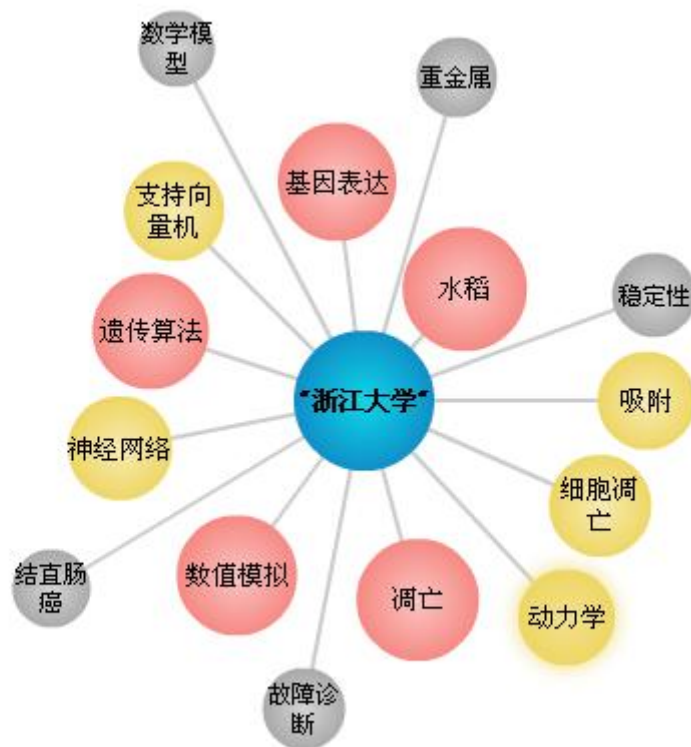 数学模
型
重金属
基因表达
支持向
量机
水稻
稳定性
遗传算法
"浙江大学"
吸附
神经网络
细胞凋
亡
结直肠
癌
数值模拟
凋亡
动力学
故障诊
断